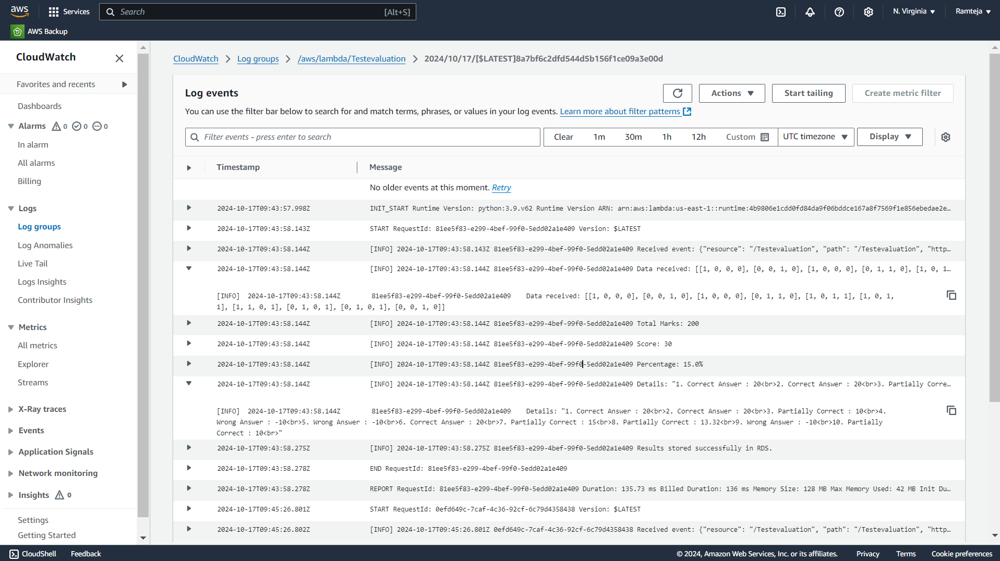 aws
Services
Search
[Alt+S]
N. Virginia
Ramteja
AWS Backup
CloudWatch
Favorites and recents
Dashboards
Alarms 0 0 0
In alarm
All alarms
Billing
Logs
Log groups
Log Anomalies
Live Tail
Logs Insights
Contributor Insights
Metrics
All metrics
Explorer
Streams
X-Ray traces
Events
Application Signals
Network monitoring
Insights 0
Settings
Getting Started
CloudWatch > Log groups > /aws/lambda/Testevaluation > 2024/10/17/[$LATEST]8a7bf6c2dfd544d5b156f1ce09a3e00d
Log events
Actions
Start tailing
Create metric filter
You can use the filter bar below to search for and match terms, phrases, or values in your log events. Learn more about filter patterns
Filter events - press enter to search
Clear 1m 30m 1h 12h Custom
UTC timezone
Display
Timestamp Message
No older events at this moment. Retry
2024-10-17T09:43:57.998Z INIT_START Runtime Version: python:3.9.v62 Runtime Version ARN: arn:aws:lambda:us-east-1::runtime:4b9806e1cdd0fd84da9f06bddce167a8f7569f1e856ebedae2e…
2024-10-17T09:43:58.143Z START RequestId: 81ee5f83-e299-4bef-99f0-5edd02a1e409 Version: $LATEST
2024-10-17T09:43:58.144Z [INFO] 2024-10-17T09:43:58.143Z 81ee5f83-e299-4bef-99f0-5edd02a1e409 Received event: {"resource": "/Testevaluation", "path": "/Testevaluation", "http…
2024-10-17T09:43:58.144Z [INFO] 2024-10-17T09:43:58.144Z 81ee5f83-e299-4bef-99f0-5edd02a1e409 Data received: [[1, 0, 0, 0], [0, 0, 1, 0], [1, 0, 0, 0], [0, 1, 1, 0], [1, 0, 1…
[INFO] 2024-10-17T09:43:58.144Z 81ee5f83-e299-4bef-99f0-5edd02a1e409 Data received: [[1, 0, 0, 0], [0, 0, 1, 0], [1, 0, 0, 0], [0, 1, 1, 0], [1, 0, 1, 1], [1, 0, 1,
1], [1, 1, 0, 1], [0, 1, 0, 1], [0, 1, 0, 1], [0, 0, 1, 0]]
2024-10-17T09:43:58.144Z [INFO] 2024-10-17T09:43:58.144Z 81ee5f83-e299-4bef-99f0-5edd02a1e409 Total Marks: 200
2024-10-17T09:43:58.144Z [INFO] 2024-10-17T09:43:58.144Z 81ee5f83-e299-4bef-99f0-5edd02a1e409 Score: 30
2024-10-17T09:43:58.144Z [INFO] 2024-10-17T09:43:58.144Z 81ee5f83-e299-4bef-99f0-5edd02a1e409 Percentage: 15.0%
2024-10-17T09:43:58.144Z [INFO] 2024-10-17T09:43:58.144Z 81ee5f83-e299-4bef-99f0-5edd02a1e409 Details: "1. Correct Answer : 20<br>2. Correct Answer : 20<br>3. Partially Corre…
[INFO] 2024-10-17T09:43:58.144Z 81ee5f83-e299-4bef-99f0-5edd02a1e409 Details: "1. Correct Answer : 20<br>2. Correct Answer : 20<br>3. Partially Correct : 10<br>4.
Wrong Answer : -10<br>5. Wrong Answer : -10<br>6. Correct Answer : 20<br>7. Partially Correct : 15<br>8. Partially Correct : 13.32<br>9. Wrong Answer : -10<br>10. Partially
Correct : 10<br>"
2024-10-17T09:43:58.275Z [INFO] 2024-10-17T09:43:58.275Z 81ee5f83-e299-4bef-99f0-5edd02a1e409 Results stored successfully in RDS.
2024-10-17T09:43:58.278Z END RequestId: 81ee5f83-e299-4bef-99f0-5edd02a1e409
2024-10-17T09:43:58.278Z REPORT RequestId: 81ee5f83-e299-4bef-99f0-5edd02a1e409 Duration: 135.73 ms Billed Duration: 136 ms Memory Size: 128 MB Max Memory Used: 42 MB Init Du…
2024-10-17T09:45:26.801Z START RequestId: 0efd649c-7caf-4c36-92cf-6c79d4358438 Version: $LATEST
2024-10-17T09:45:26.802Z [INFO] 2024-10-17T09:45:26.801Z 0efd649c-7caf-4c36-92cf-6c79d4358438 Received event: {"resource": "/Testevaluation", "path": "/Testevaluation", "http…
CloudShell Feedback © 2024, Amazon Web Services, Inc. or its affiliates. Privacy Terms Cookie preferences